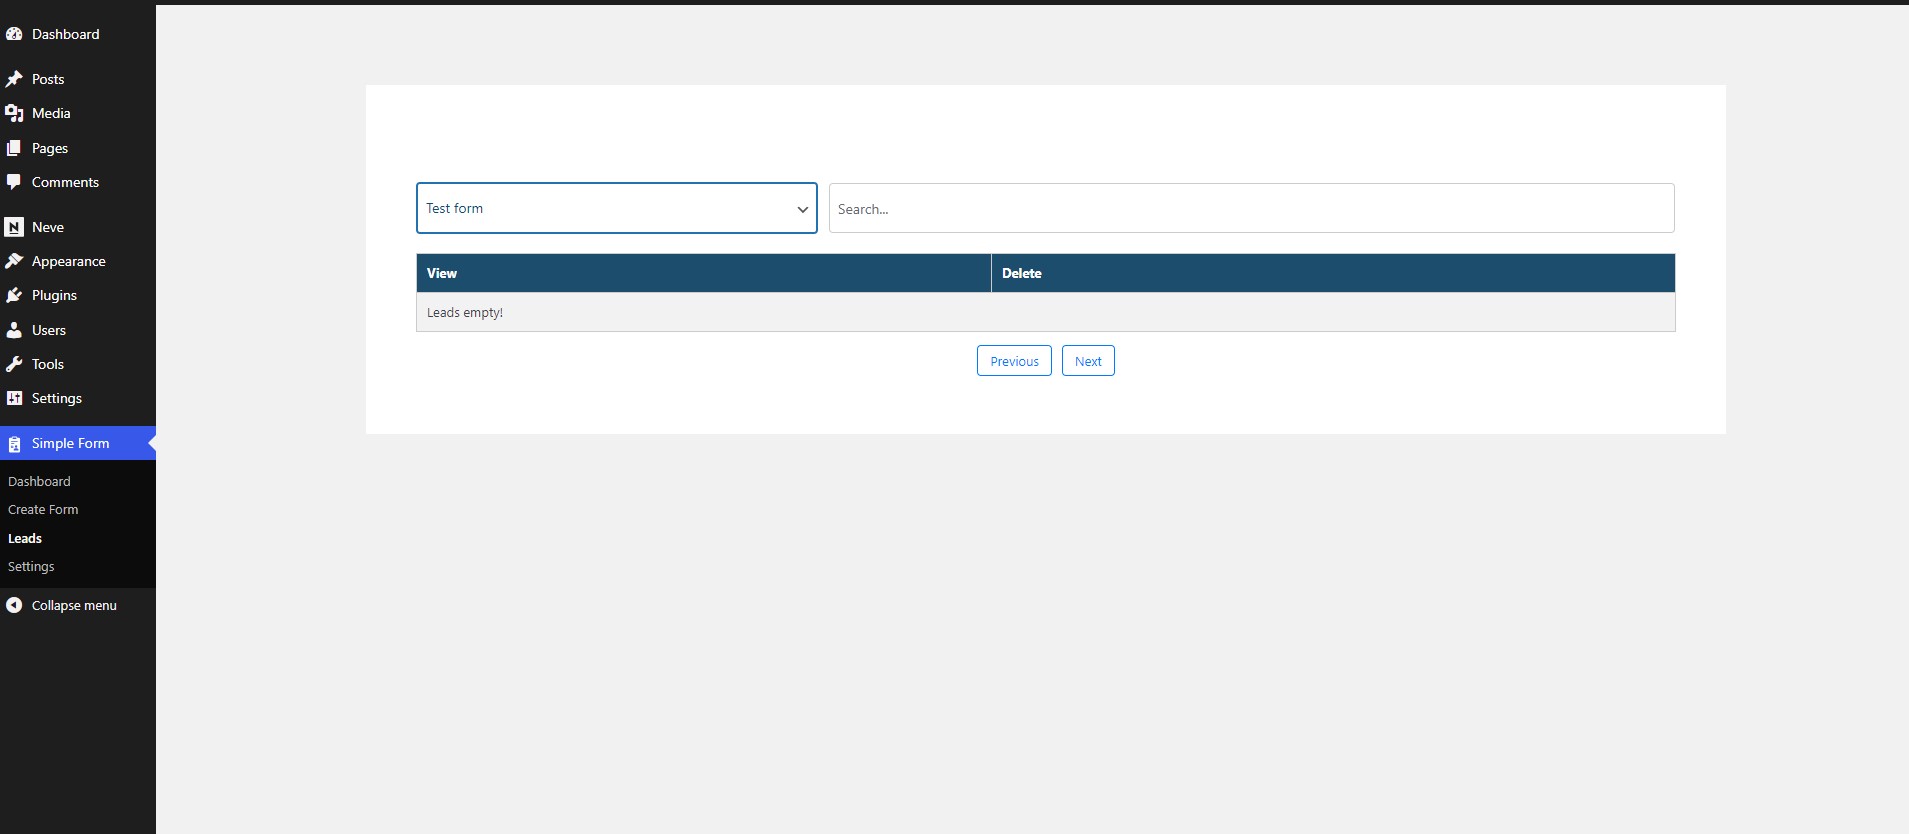 Dashboard
Posts
Media
Pages
Comments
Neve
Appearance
Plugins
Users
Tools
Settings
Simple Form
Dashboard
Create Form
Leads
Settings
Collapse menu
Test form
Search...
View Delete
Leads empty!
Previous Next